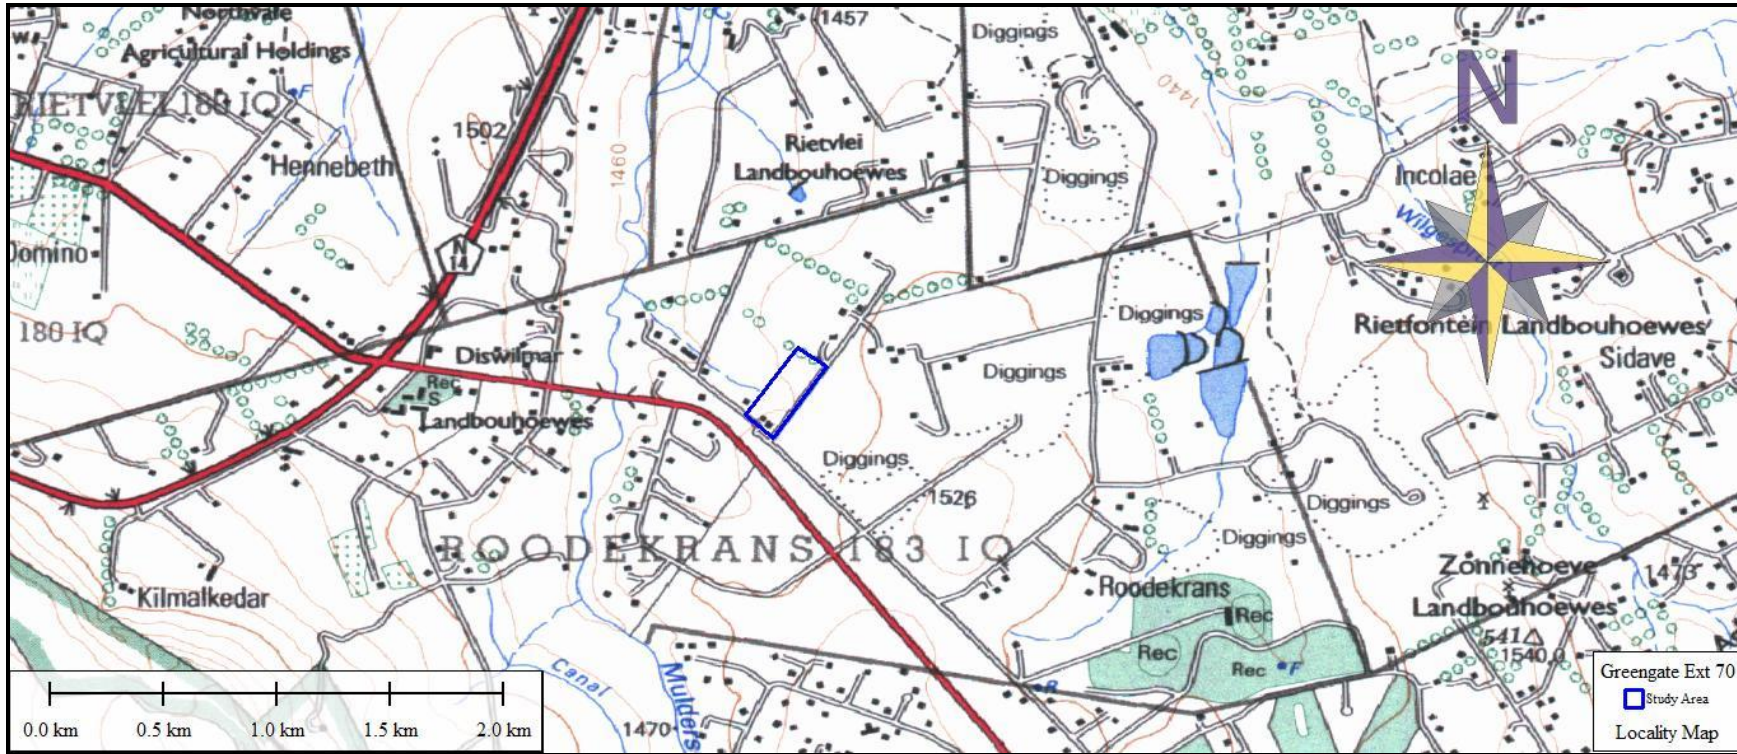 Northvale
Agricultural Holdings
1457
Diggings
N
RIETVLEI 180 IQ
F
1502
Hennebeth
1460
1440
Rietvlei
Landbouhoewes
Diggings
Incolae
N
14
Domino
180 IQ
Diggings
Rietfontein Landbouhoewes
Sidave
Diswilmar
Rec
S
Landbouhoewes
Diggings
Diggings
1526
Diggings
Diggings
ROODEKRANS 183 IQ
Zonnehoeve
Landbouhoewes
1473
Kilmalkedar
Roodekrans
Rec
Rec
Rec
F
541
1540,0
Canal
Mulders
R
1470
0.0 km 0.5 km 1.0 km 1.5 km 2.0 km
Greengate Ext 70
Study Area
Locality Map